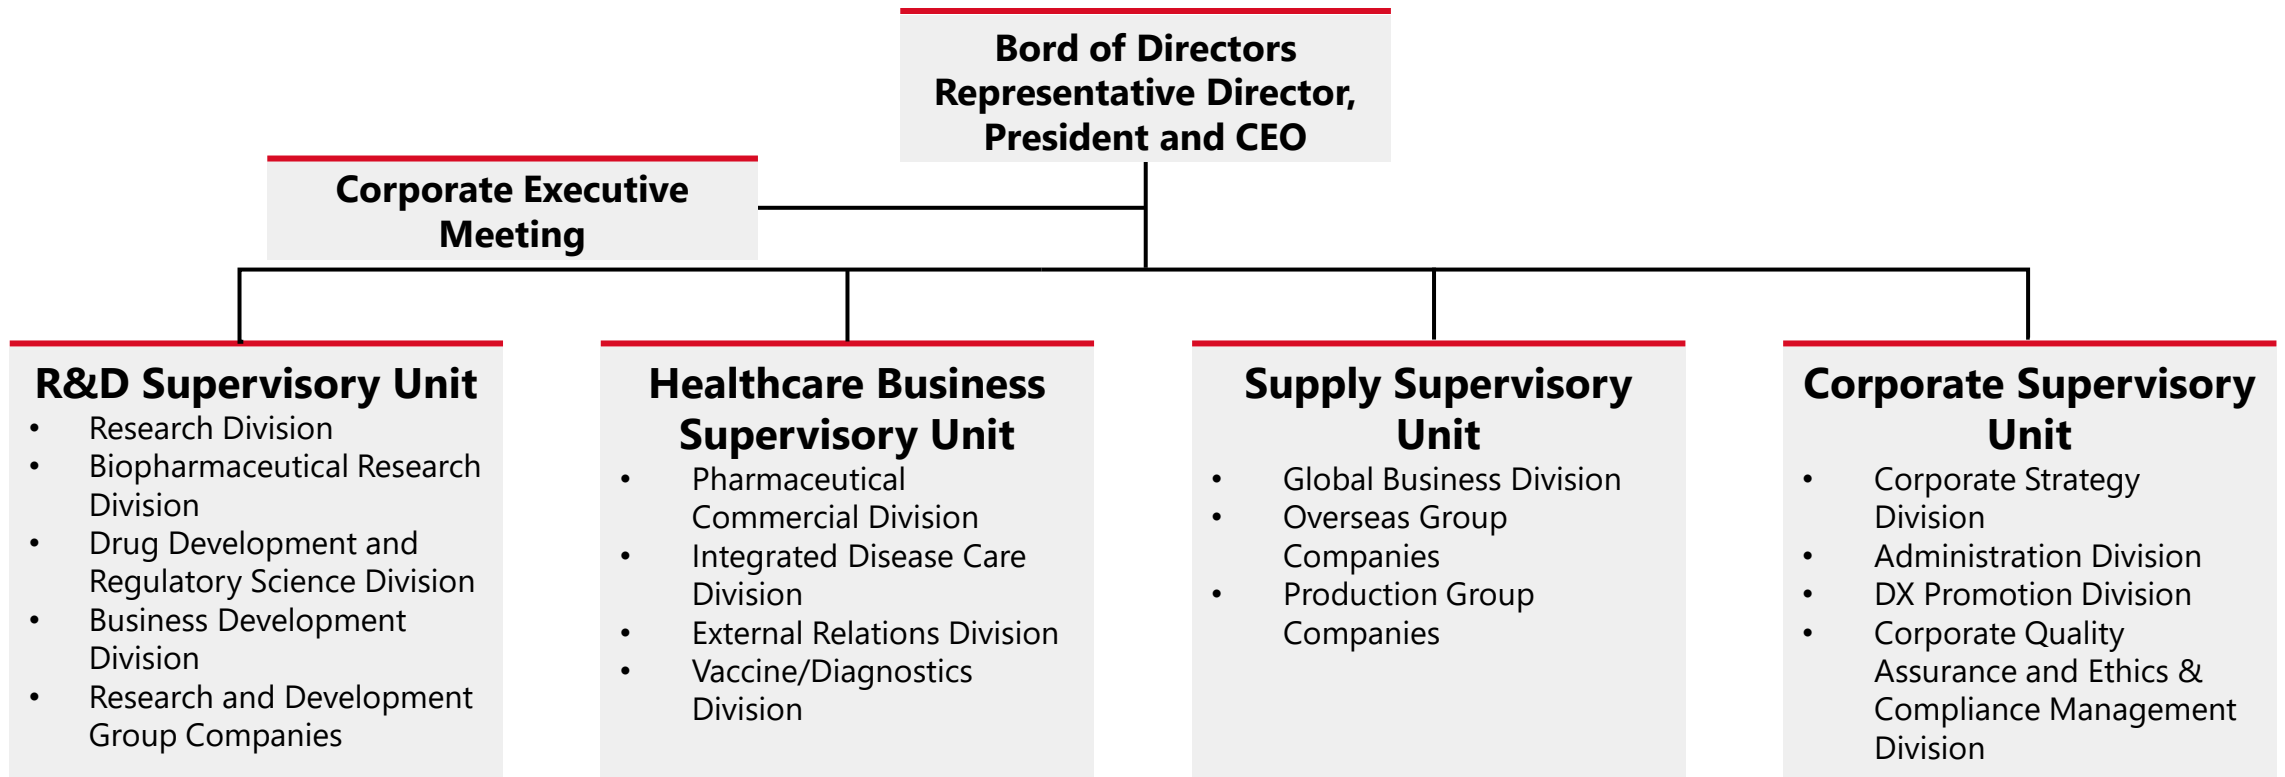 Bord of Directors
Representative Director,
President and CEO
Corporate Executive
Meeting
R&D Supervisory Unit
• Research Division
• Biopharmaceutical Research
Division
• Drug Development and
Regulatory Science Division
• Business Development
Division
• Research and Development
Group Companies
Healthcare Business
Supervisory Unit
• Pharmaceutical
Commercial Division
• Integrated Disease Care
Division
• External Relations Division
• Vaccine/Diagnostics
Division
Supply Supervisory
Unit
• Global Business Division
• Overseas Group
Companies
• Production Group
Companies
Corporate Supervisory
Unit
• Corporate Strategy
Division
• Administration Division
• DX Promotion Division
• Corporate Quality
Assurance and Ethics &
Compliance Management
Division